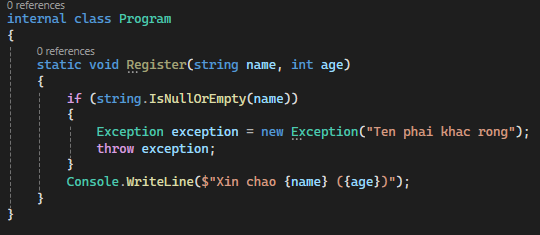 0 references
internal class Program
{
0 references
static void Register(string name, int age)
{
if (string.IsNullOrEmpty(name))
{
Exception exception = new Exception("Ten phai khac rong");
throw exception;
}
Console.WriteLine($"Xin chao {name} ({age})");
}
}